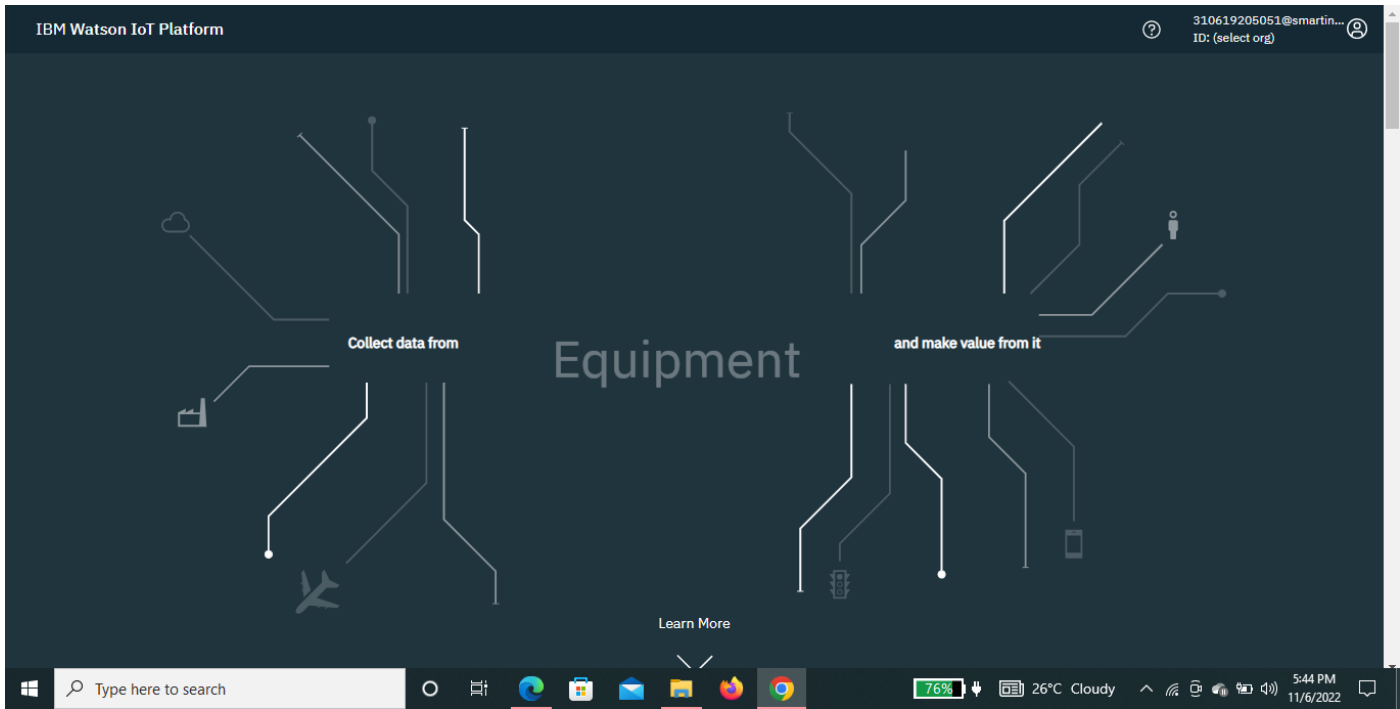 IBM Watson IoT Platform
310619205051@smartin...
ID: (select org)
Collect data from
Equipment
and make value from it
Learn More
Type here to search
76%
26°C Cloudy
5:44 PM
11/6/2022